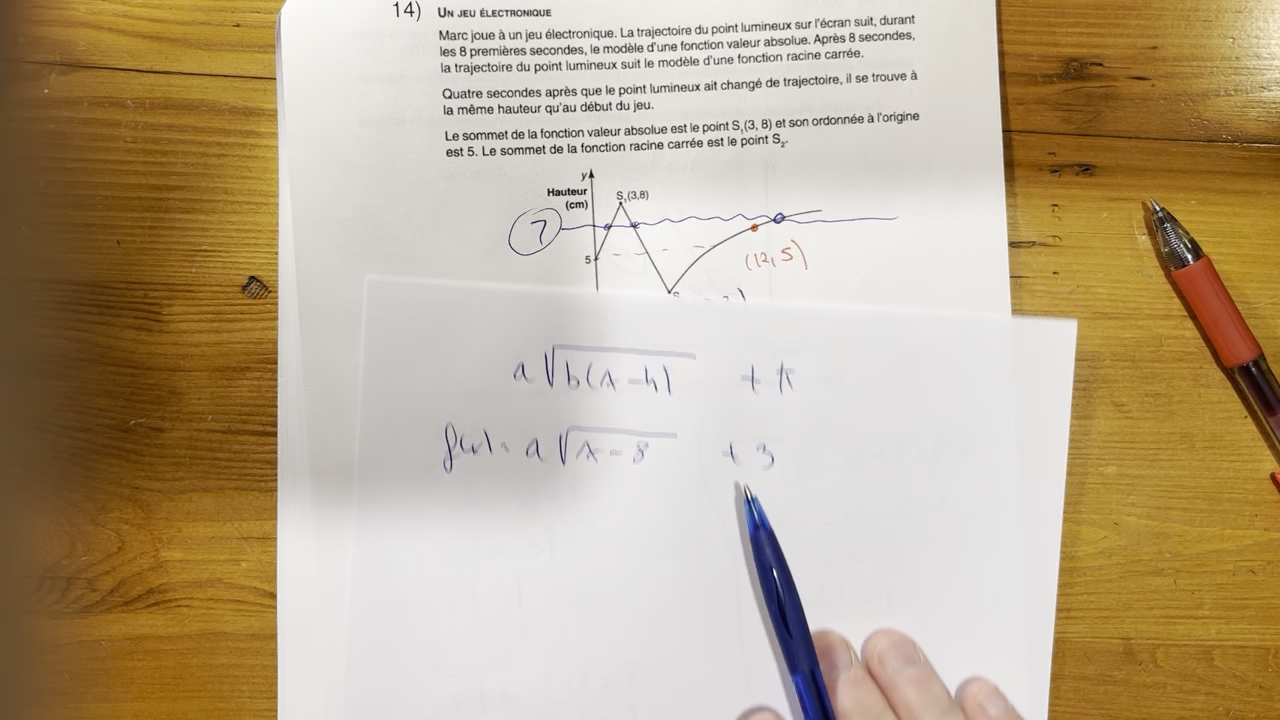 14) UN JEU ÉLECTRONIQUE
Marc joue à un jeu électronique. La trajectoire du point lumineux sur l'écran suit, durant
les 8 premières secondes, le modèle d'une fonction valeur absolue. Après 8 secondes,
la trajectoire du point lumineux suit le modèle d'une fonction racine carrée.
Quatre secondes après que le point lumineux ait changé de trajectoire, il se trouve à
la même hauteur qu'au début du jeu.
Le sommet de la fonction valeur absolue est le point S₁(3, 8) et son ordonnée à l'origine
est 5. Le sommet de la fonction racine carrée est le point S₂.
y
Hauteur
(cm)
S₁(3,8)
7
5
(12,5)
a√b(x-h) + k
f(x) = a√x-8 + 3